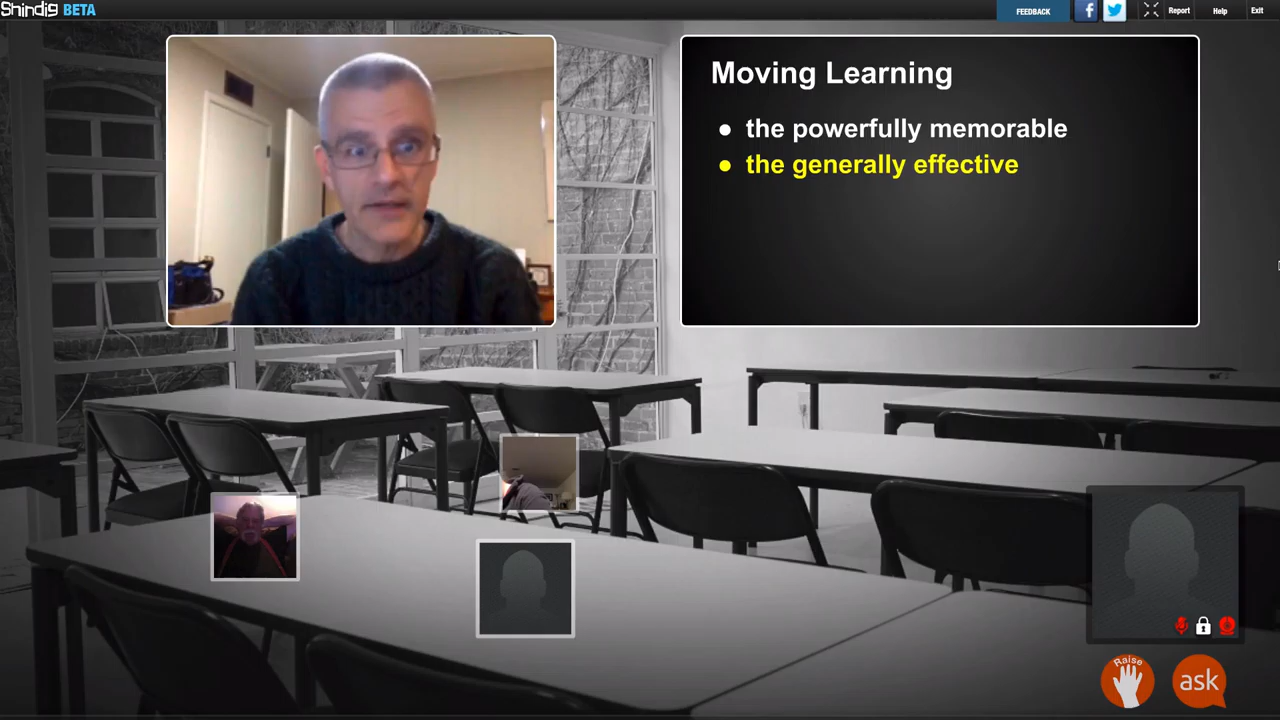 Shindig BETA
FEEDBACK
Report
Help
Exit
Moving Learning
the powerfully memorable
the generally effective
Raise
ask